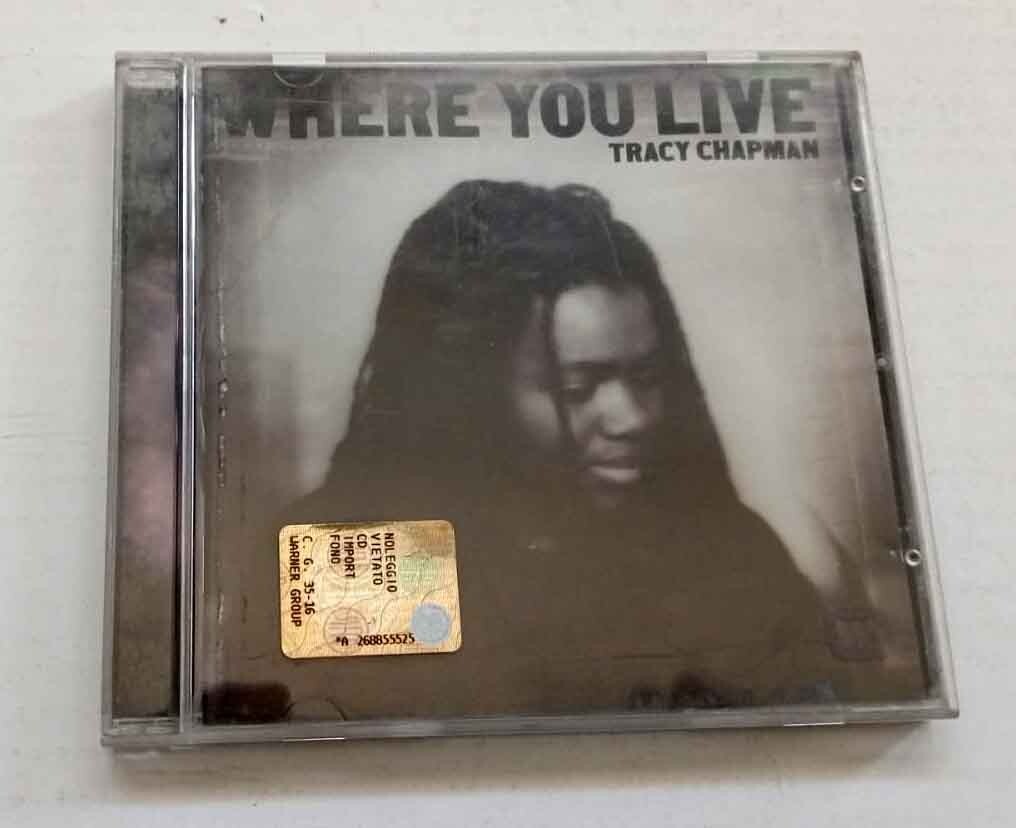 WHERE YOU LIVE
TRACY CHAPMAN
NOLEGGIO
VIETATO
CD
IMPORT
FONO
C. G. 35-16
WARNER GROUP
*A 268855525